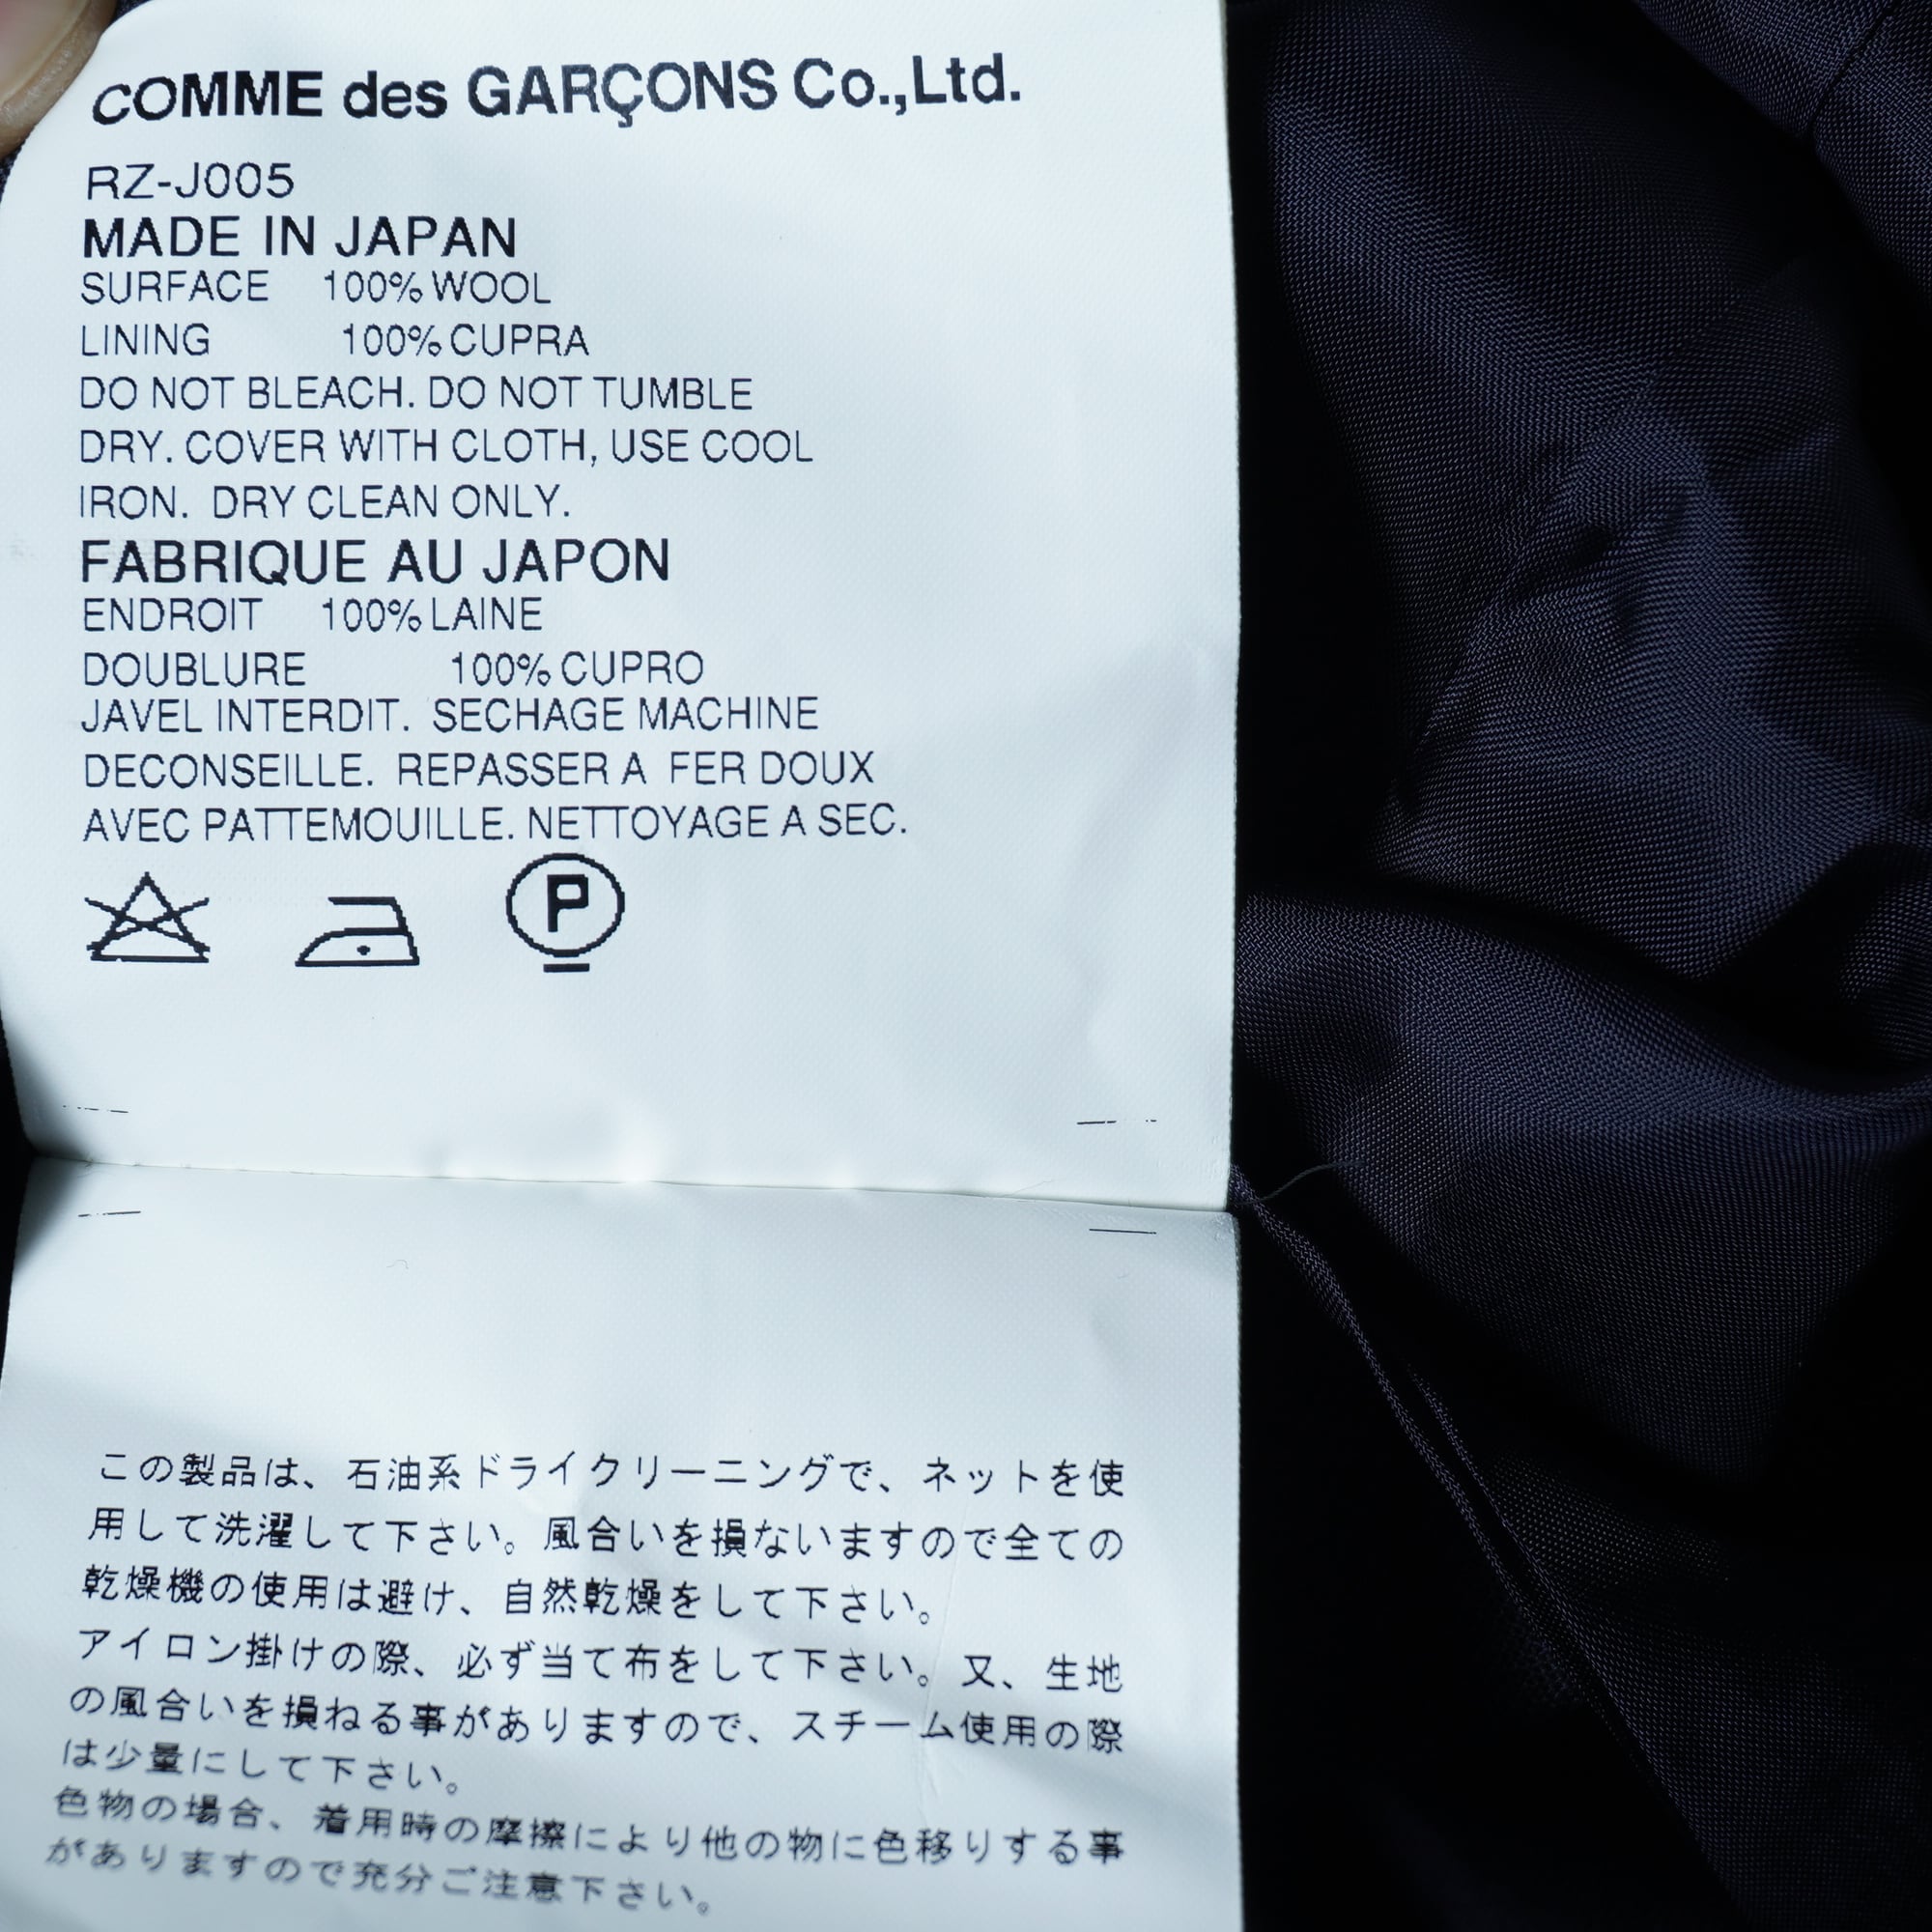 COMME des GARÇONS Co.,Ltd.
RZ-J005
MADE IN JAPAN
SURFACE 100% WOOL
LINING 100% CUPRA
DO NOT BLEACH. DO NOT TUMBLE
DRY. COVER WITH CLOTH, USE COOL
IRON. DRY CLEAN ONLY.
FABRIQUE AU JAPON
ENDROIT 100% LAINE
DOUBLURE 100% CUPRO
JAVEL INTERDIT. SECHAGE MACHINE
DECONSEILLE. REPASSER A FER DOUX
AVEC PATTEMOUILLE. NETTOYAGE A SEC.
P
この製品は、石油系ドライクリーニングで、ネットを使
用して洗濯して下さい。風合いを損ないますので全ての
乾燥機の使用は避け、自然乾燥をして下さい。
アイロン掛けの際、必ず当て布をして下さい。又、生地
の風合いを損ねる事がありますので、スチーム使用の際
は少量にして下さい。
色物の場合、着用時の摩擦により他の物に色移りする事
がありますので充分ご注意下さい。